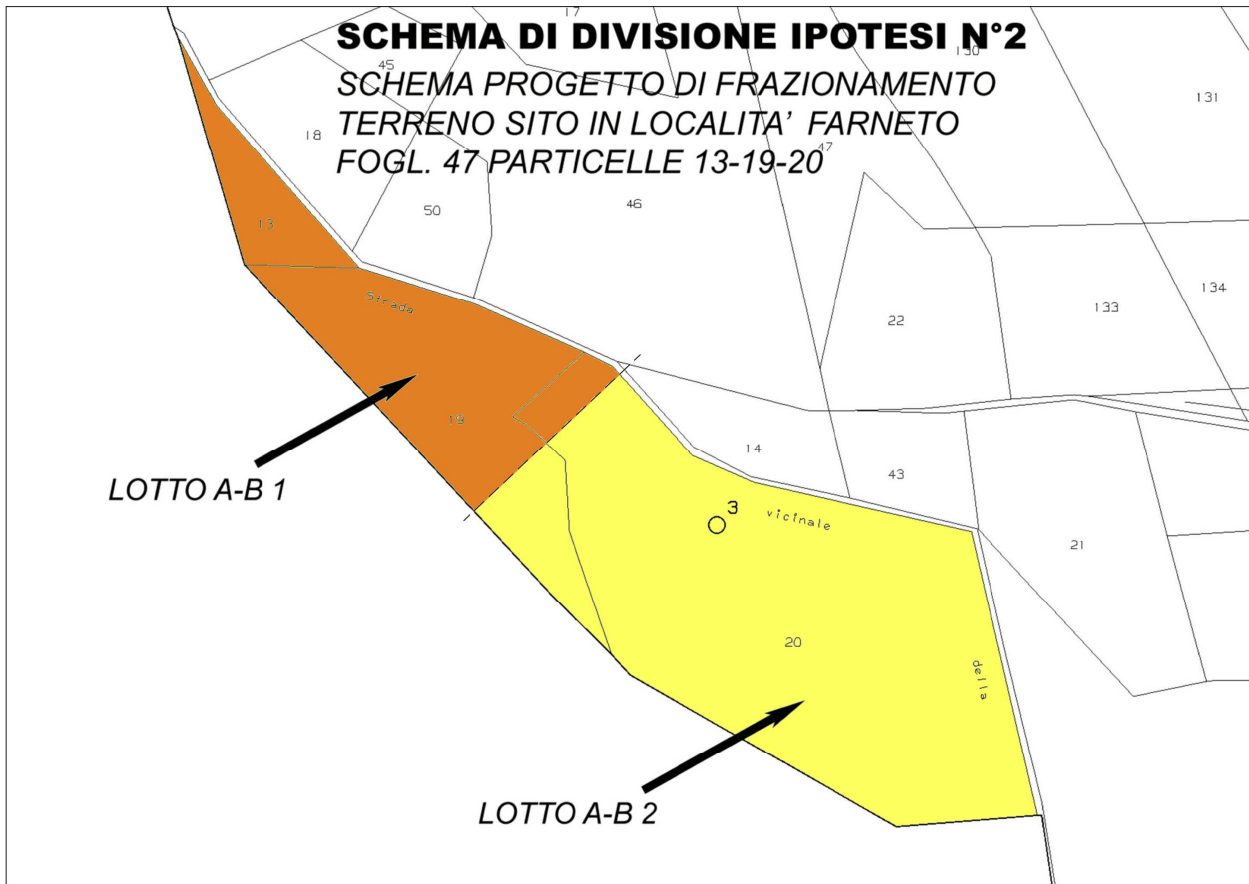 SCHEMA DI DIVISIONE IPOTESI N°2
SCHEMA PROGETTO DI FRAZIONAMENTO
TERRENO SITO IN LOCALITA' FARNETO
FOGL. 47 PARTICELLE 13-19-20
17
130
45
131
18
47
50
46
13
134
133
22
Strada
19
14
43
LOTTO A-B 1
3
vicinale
21
20
della
LOTTO A-B 2